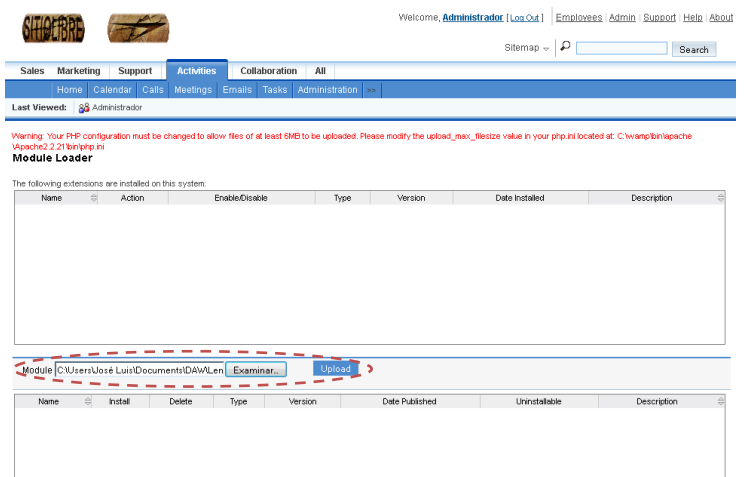 SITIOLIBRE
Welcome, Administrador [ Log Out ] Employees | Admin | Support | Help | About
Sitemap Search
Sales Marketing Support Activities Collaboration All
Home Calendar Calls Meetings Emails Tasks Administration >>
Last Viewed: Administrador
Warning: Your PHP configuration must be changed to allow files of at least 6MB to be uploaded. Please modify the upload_max_filesize value in your php.ini located at: C:\wamp\bin\apache
\Apache2.2.21\bin\php.ini
Module Loader
The following extensions are installed on this system:
Name Action Enable/Disable Type Version Date Installed Description
Module C:\Users\José Luis\Documents\DAW\Len Examinar... Upload
Name Install Delete Type Version Date Published Uninstallable Description